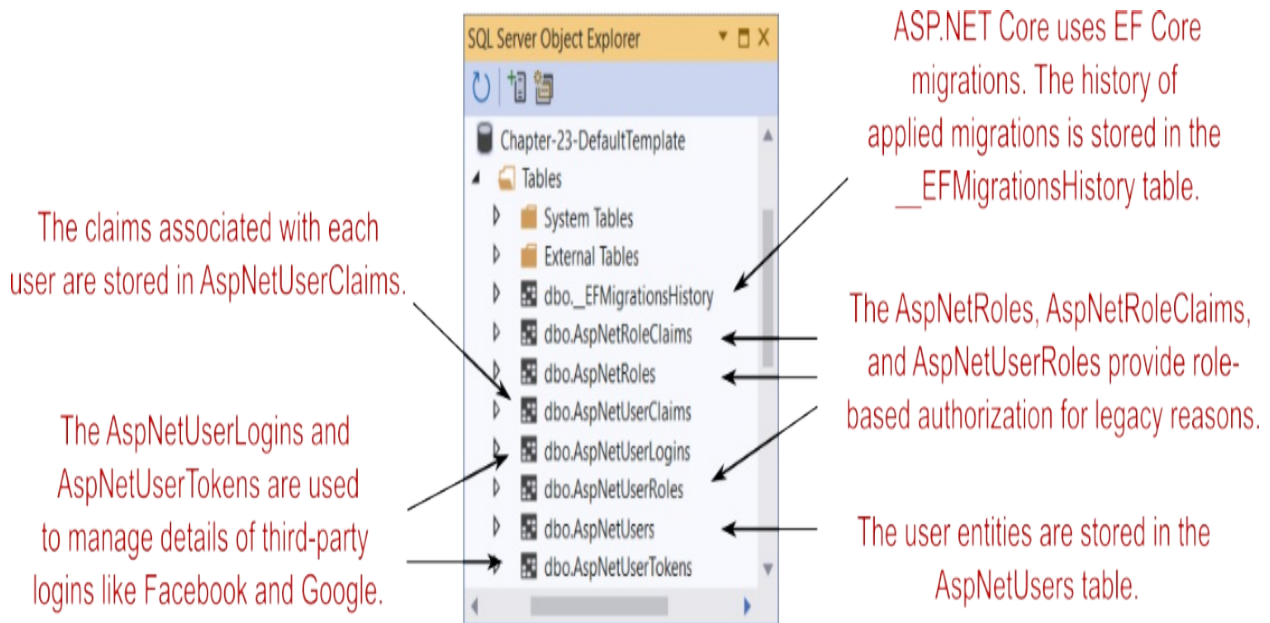 The claims associated with each
user are stored in AspNetUserClaims.
The AspNetUserLogins and
AspNetUserTokens are used
to manage details of third-party
logins like Facebook and Google.
SQL Server Object Explorer
Chapter-23-DefaultTemplate
Tables
System Tables
External Tables
dbo.__EFMigrationsHistory
dbo.AspNetRoleClaims
dbo.AspNetRoles
dbo.AspNetUserClaims
dbo.AspNetUserLogins
dbo.AspNetUserRoles
dbo.AspNetUsers
dbo.AspNetUserTokens
ASP.NET Core uses EF Core
migrations. The history of
applied migrations is stored in the
__EFMigrationsHistory table.
The AspNetRoles, AspNetRoleClaims,
and AspNetUserRoles provide role-
based authorization for legacy reasons.
The user entities are stored in the
AspNetUsers table.